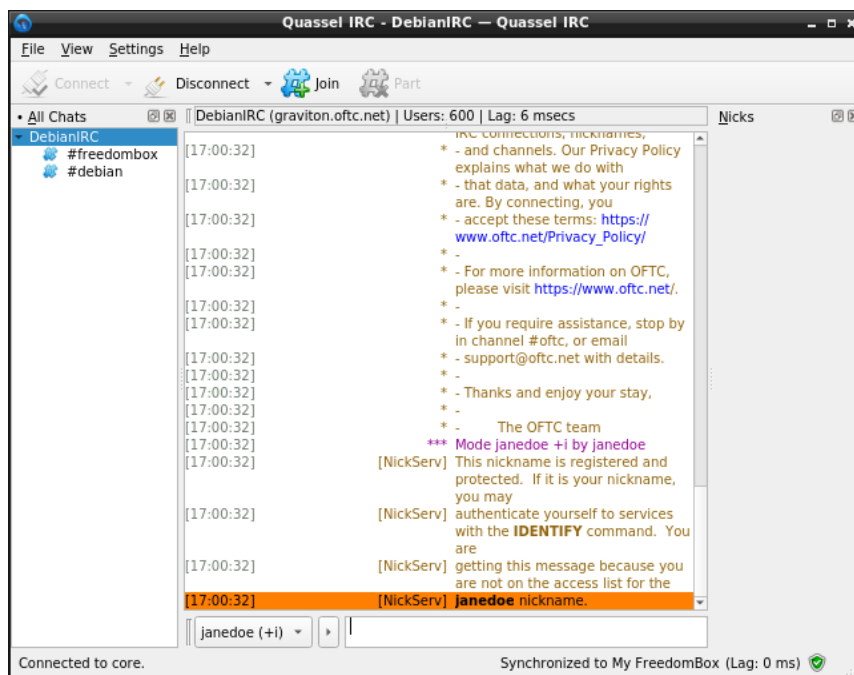 Quassel IRC - DebianIRC — Quassel IRC
File View Settings Help
Connect Disconnect Join Part
All Chats
DebianIRC (graviton.oftc.net) | Users: 600 | Lag: 6 msecs
Nicks
DebianIRC
#freedombox
#debian
IRC connections, nicknames,
[17:00:32] * - and channels. Our Privacy Policy
explains what we do with
[17:00:32] * - that data, and what your rights
are. By connecting, you
[17:00:32] * - accept these terms: https://
www.oftc.net/Privacy_Policy/
[17:00:32] * -
[17:00:32] * - For more information on OFTC,
please visit https://www.oftc.net/.
[17:00:32] * -
[17:00:32] * - If you require assistance, stop by
in channel #oftc, or email
[17:00:32] * - support@oftc.net with details.
[17:00:32] * -
[17:00:32] * - Thanks and enjoy your stay,
[17:00:32] * -
[17:00:32] * - The OFTC team
[17:00:32] *** Mode janedoe +i by janedoe
[17:00:32] [NickServ] This nickname is registered and
protected. If it is your nickname,
you may
[17:00:32] [NickServ] authenticate yourself to services
with the IDENTIFY command. You
are
[17:00:32] [NickServ] getting this message because you
are not on the access list for the
[17:00:32] [NickServ] janedoe nickname.
janedoe (+i)
Connected to core.
Synchronized to My FreedomBox (Lag: 0 ms)